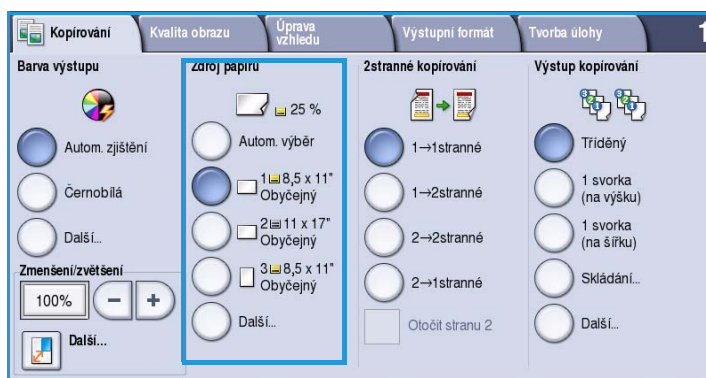 Kopírování
Kvalita obrazu
Úprava
vzhledu
Výstupní formát
Tvorba úlohy
1
Barva výstupu
Autom. zjištění
Černobílá
Další...
Zmenšení/zvětšení
100%
Další...
Zdroj papíru
25 %
Autom. výběr
1 8,5 x 11"
Obyčejný
2 11 x 17"
Obyčejný
3 8,5 x 11"
Obyčejný
Další...
2stranné kopírování
1→1stranné
1→2stranné
2→2stranné
2→1stranné
Otočit stranu 2
Výstup kopírování
Tříděný
1 svorka
(na výšku)
1 svorka
(na šířku)
Skládání...
Další...